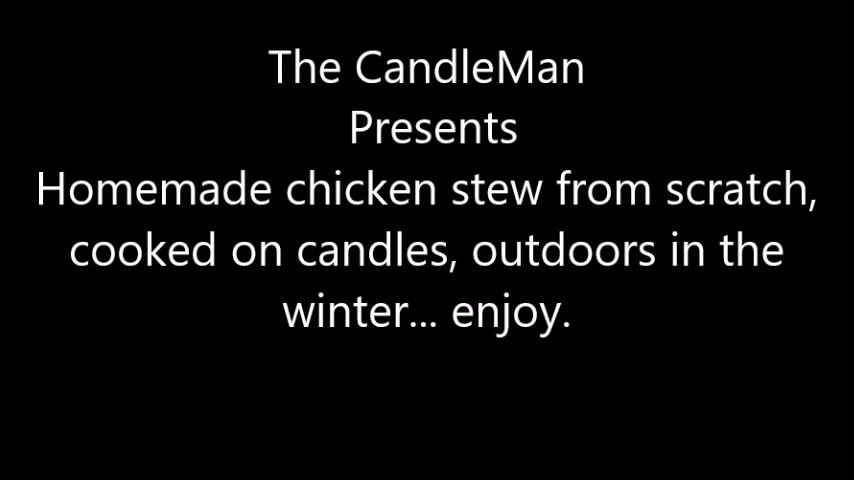 The CandleMan
Presents
Homemade chicken stew from scratch,
cooked on candles, outdoors in the
winter... enjoy.